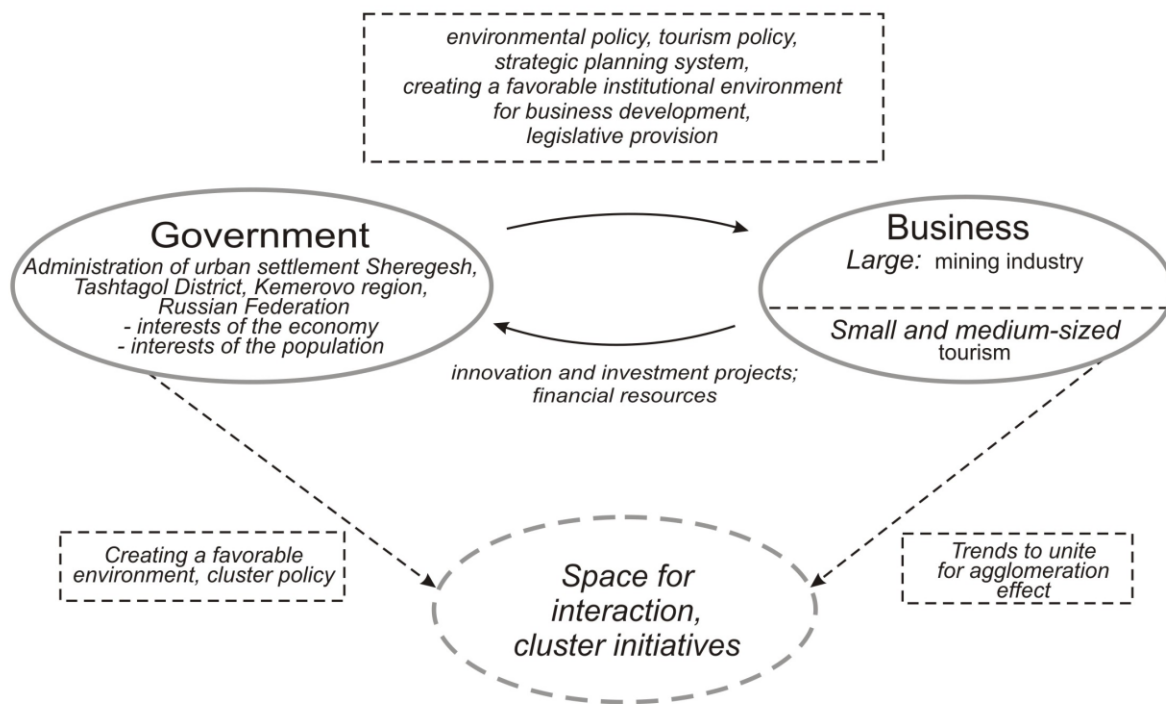 environmental policy, tourism policy,
strategic planning system,
creating a favorable institutional environment
for business development,
legislative provision
Government
Administration of urban settlement Sheregesh,
Tashtagol District, Kemerovo region,
Russian Federation
- interests of the economy
- interests of the population
Business
Large: mining industry
Small and medium-sized
tourism
innovation and investment projects;
financial resources
Creating a favorable
environment, cluster policy
Space for
interaction,
cluster initiatives
Trends to unite
for agglomeration
effect